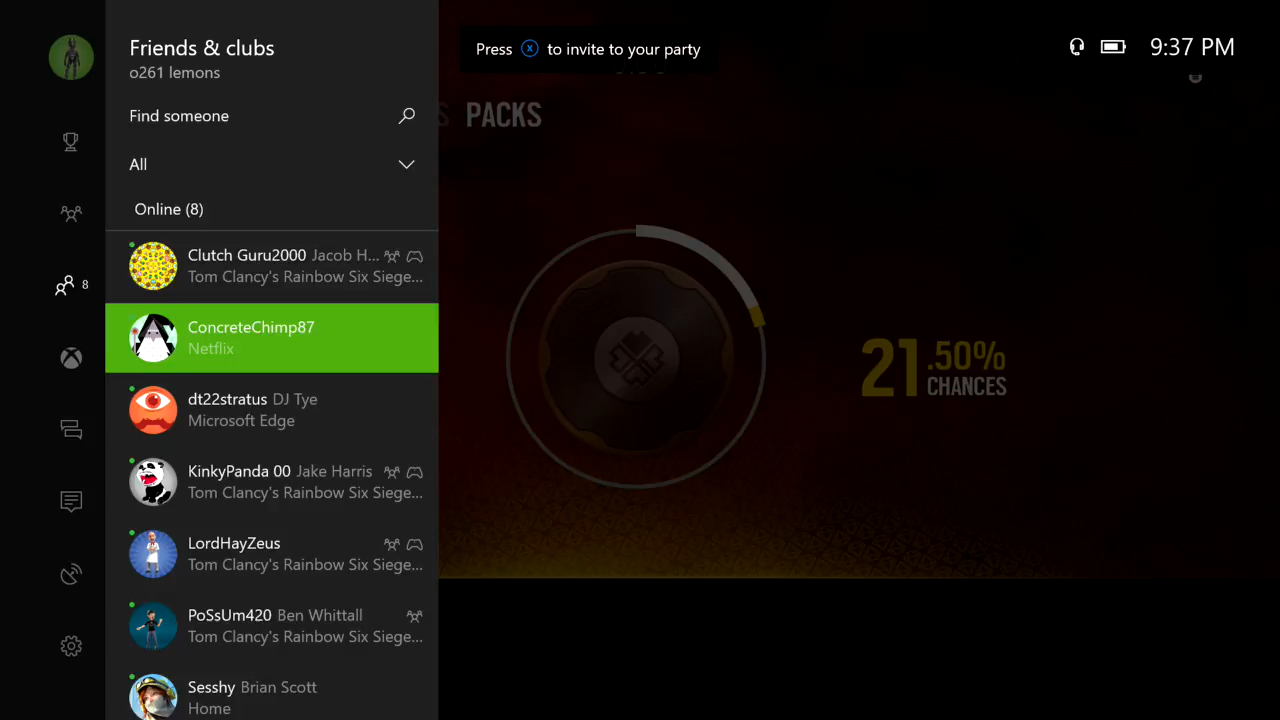 Friends & clubs
o261 lemons
Press X to invite to your party
9:37 PM
Find someone
All
Online (8)
PACKS
Clutch Guru2000 Jacob H...
Tom Clancy's Rainbow Six Siege...
ConcreteChimp87
Netflix
8
dt22stratus DJ Tye
Microsoft Edge
KinkyPanda 00 Jake Harris
Tom Clancy's Rainbow Six Siege...
LordHayZeus
Tom Clancy's Rainbow Six Siege...
PoSsUm420 Ben Whittall
Tom Clancy's Rainbow Six Siege...
Sesshy Brian Scott
Home
21.50%
CHANCES